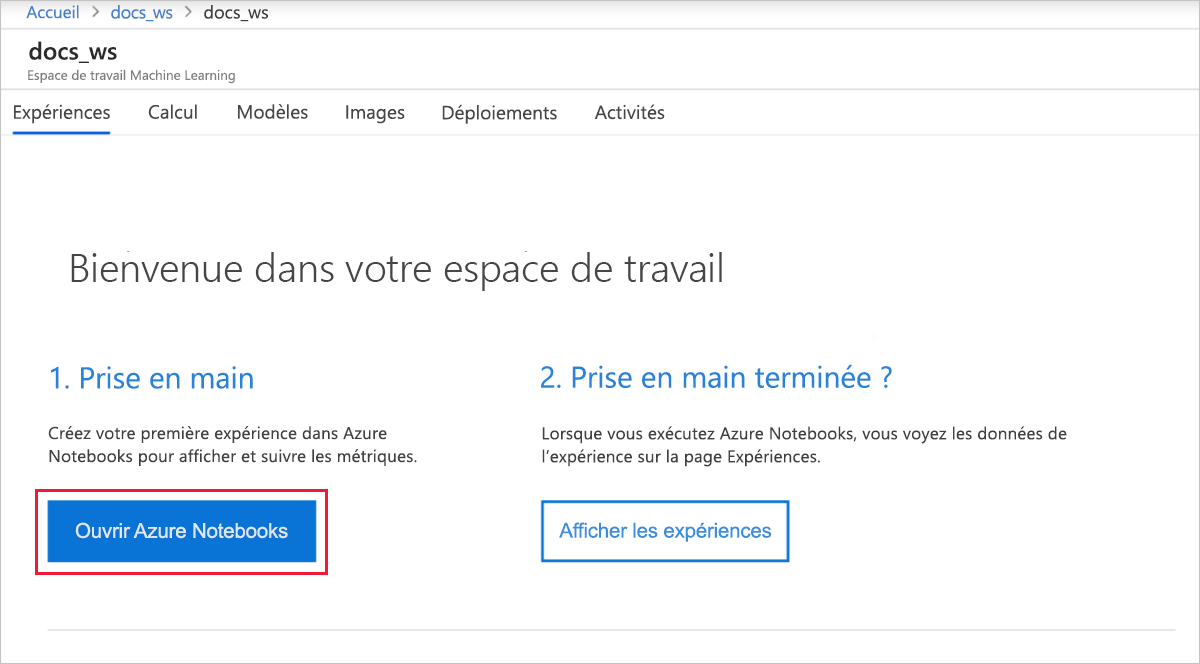 Accueil > docs_ws > docs_ws
docs_ws
Espace de travail Machine Learning
Expériences Calcul Modèles Images Déploiements Activités
Bienvenue dans votre espace de travail
1. Prise en main
Créez votre première expérience dans Azure
Notebooks pour afficher et suivre les métriques.
Ouvrir Azure Notebooks
2. Prise en main terminée ?
Lorsque vous exécutez Azure Notebooks, vous voyez les données de
l’expérience sur la page Expériences.
Afficher les expériences